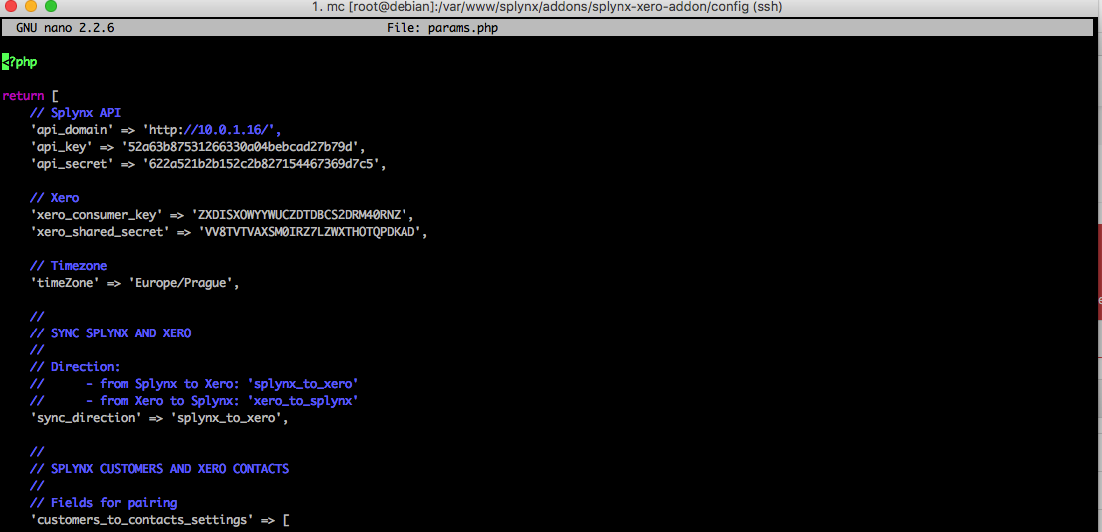 1. mc [root@debian]:/var/www/splynx/addons/splynx-xero-addon/config (ssh)
GNU nano 2.2.6 File: params.php
<?php
return [
// Splynx API
'api_domain' => 'http://10.0.1.16/',
'api_key' => '52a63b87531266330a04bebcad27b79d',
'api_secret' => '622a521b2b152c2b827154467369d7c5',
// Xero
'xero_consumer_key' => 'ZXDISXOWYYWUCZDTDBCS2DRM40RNZ',
'xero_shared_secret' => 'VV8TVTVAXSM0IRZ7LZWXTHOTQPDKAD',
// Timezone
'timeZone' => 'Europe/Prague',
//
// SYNC SPLYNX AND XERO
//
// Direction:
// - from Splynx to Xero: 'splynx_to_xero'
// - from Xero to Splynx: 'xero_to_splynx'
'sync_direction' => 'splynx_to_xero',
//
// SPLYNX CUSTOMERS AND XERO CONTACTS
//
// Fields for pairing
'customers_to_contacts_settings' => [